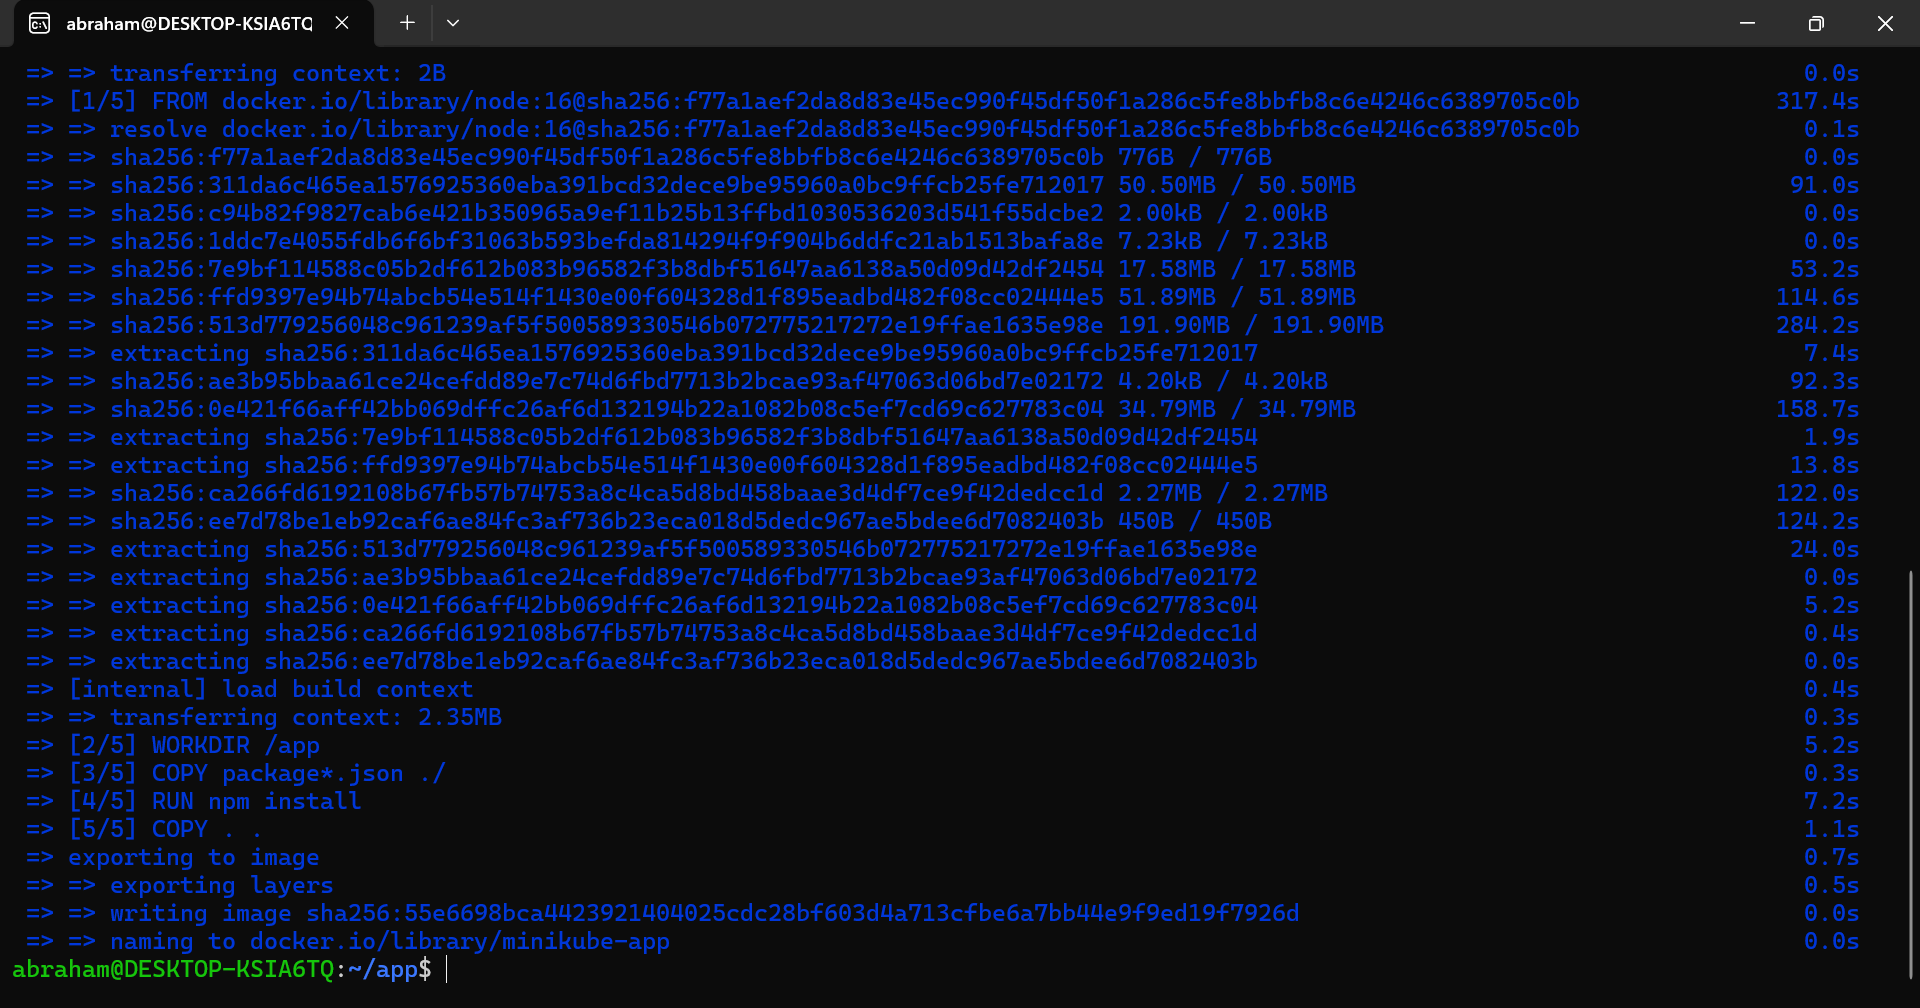 abraham@DESKTOP-KSIA6TQ
=> => transferring context: 2B 0.0s
=> [1/5] FROM docker.io/library/node:16@sha256:f77a1aef2da8d83e45ec990f45df50f1a286c5fe8bbfb8c6e4246c6389705c0b 317.4s
=> => resolve docker.io/library/node:16@sha256:f77a1aef2da8d83e45ec990f45df50f1a286c5fe8bbfb8c6e4246c6389705c0b 0.1s
=> => sha256:f77a1aef2da8d83e45ec990f45df50f1a286c5fe8bbfb8c6e4246c6389705c0b 776B / 776B 0.0s
=> => sha256:311da6c465ea1576925360eba391bcd32dece9be95960a0bc9ffcb25fe712017 50.50MB / 50.50MB 91.0s
=> => sha256:c94b82f9827cab6e421b350965a9ef11b25b13ffbd1030536203d541f55dcbe2 2.00kB / 2.00kB 0.0s
=> => sha256:1ddc7e4055fdb6f6bf31063b593befda814294f9f904b6ddfc21ab1513bafa8e 7.23kB / 7.23kB 0.0s
=> => sha256:7e9bf114588c05b2df612b083b96582f3b8dbf51647aa6138a50d09d42df2454 17.58MB / 17.58MB 53.2s
=> => sha256:ffd9397e94b74abcb54e514f1430e00f604328d1f895eadbd482f08cc02444e5 51.89MB / 51.89MB 114.6s
=> => sha256:513d779256048c961239af5f500589330546b072775217272e19ffae1635e98e 191.90MB / 191.90MB 284.2s
=> => extracting sha256:311da6c465ea1576925360eba391bcd32dece9be95960a0bc9ffcb25fe712017 7.4s
=> => sha256:ae3b95bbaa61ce24cefdd89e7c74d6fbd7713b2bcae93af47063d06bd7e02172 4.20kB / 4.20kB 92.3s
=> => sha256:0e421f66aff42bb069dffc26af6d132194b22a1082b08c5ef7cd69c627783c04 34.79MB / 34.79MB 158.7s
=> => extracting sha256:7e9bf114588c05b2df612b083b96582f3b8dbf51647aa6138a50d09d42df2454 1.9s
=> => extracting sha256:ffd9397e94b74abcb54e514f1430e00f604328d1f895eadbd482f08cc02444e5 13.8s
=> => sha256:ca266fd6192108b67fb57b74753a8c4ca5d8bd458baae3d4df7ce9f42dedcc1d 2.27MB / 2.27MB 122.0s
=> => sha256:ee7d78be1eb92caf6ae84fc3af736b23eca018d5dedc967ae5bdee6d7082403b 450B / 450B 124.2s
=> => extracting sha256:513d779256048c961239af5f500589330546b072775217272e19ffae1635e98e 24.0s
=> => extracting sha256:ae3b95bbaa61ce24cefdd89e7c74d6fbd7713b2bcae93af47063d06bd7e02172 0.0s
=> => extracting sha256:0e421f66aff42bb069dffc26af6d132194b22a1082b08c5ef7cd69c627783c04 5.2s
=> => extracting sha256:ca266fd6192108b67fb57b74753a8c4ca5d8bd458baae3d4df7ce9f42dedcc1d 0.4s
=> => extracting sha256:ee7d78be1eb92caf6ae84fc3af736b23eca018d5dedc967ae5bdee6d7082403b 0.0s
=> [internal] load build context 0.4s
=> => transferring context: 2.35MB 0.3s
=> [2/5] WORKDIR /app 5.2s
=> [3/5] COPY package*.json ./ 0.3s
=> [4/5] RUN npm install 7.2s
=> [5/5] COPY . . 1.1s
=> exporting to image 0.7s
=> => exporting layers 0.5s
=> => writing image sha256:55e6698bca4423921404025cdc28bf603d4a713cfbe6a7bb44e9f9ed19f7926d 0.0s
=> => naming to docker.io/library/minikube-app 0.0s
abraham@DESKTOP-KSIA6TQ:~/app$